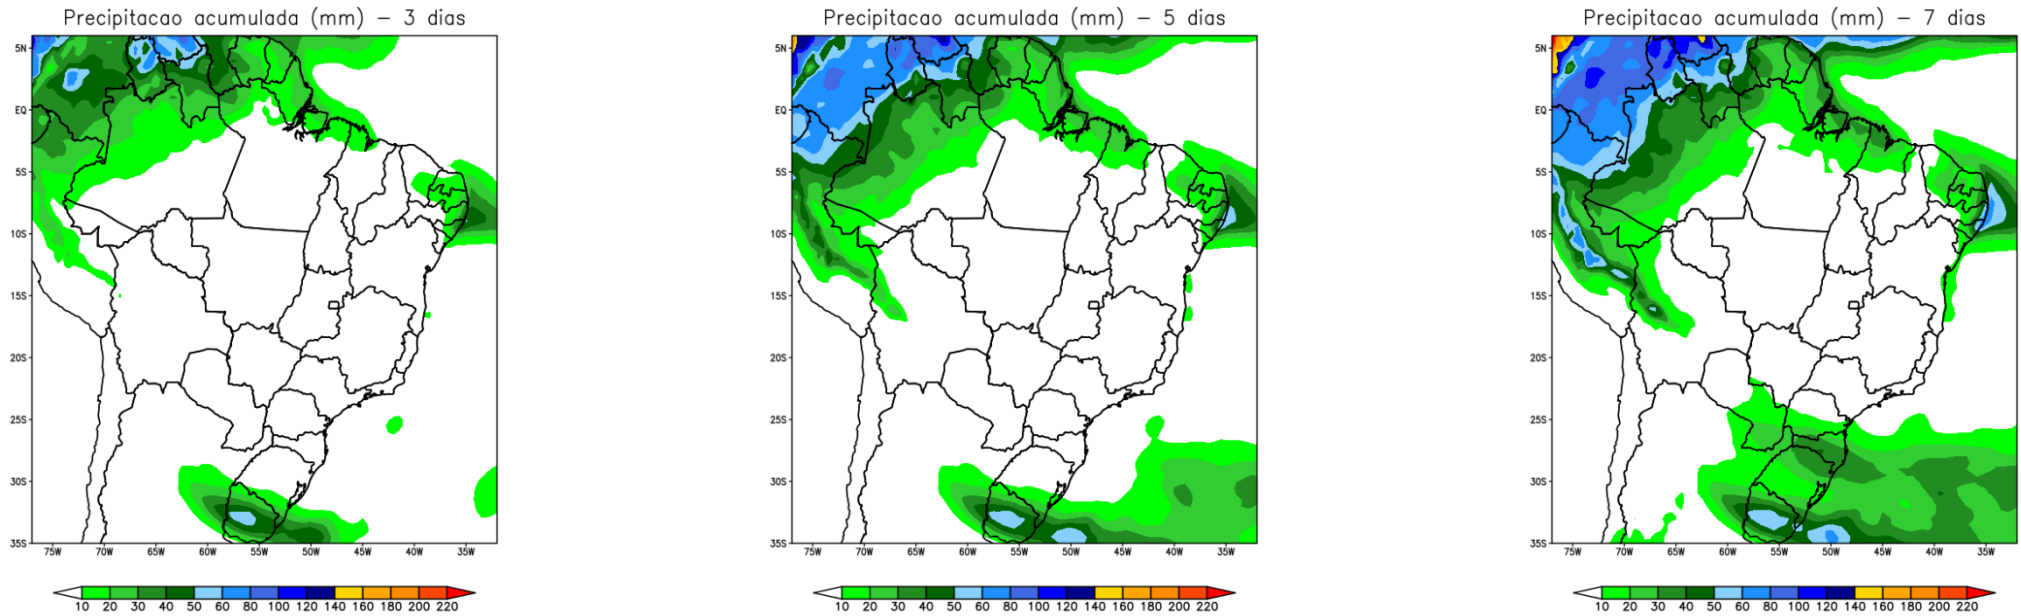 Precipitacao acumulada (mm) – 3 dias
5N
EQ
5S
10S
15S
20S
25S
30S
35S
75W 70W 65W 60W 55W 50W 45W 40W 35W
10 20 30 40 50 60 80 100 120 140 160 180 200 220
Precipitacao acumulada (mm) – 5 dias
5N
EQ
5S
10S
15S
20S
25S
30S
35S
75W 70W 65W 60W 55W 50W 45W 40W 35W
10 20 30 40 50 60 80 100 120 140 160 180 200 220
Precipitacao acumulada (mm) – 7 dias
5N
EQ
5S
10S
15S
20S
25S
30S
35S
75W 70W 65W 60W 55W 50W 45W 40W 35W
10 20 30 40 50 60 80 100 120 140 160 180 200 220